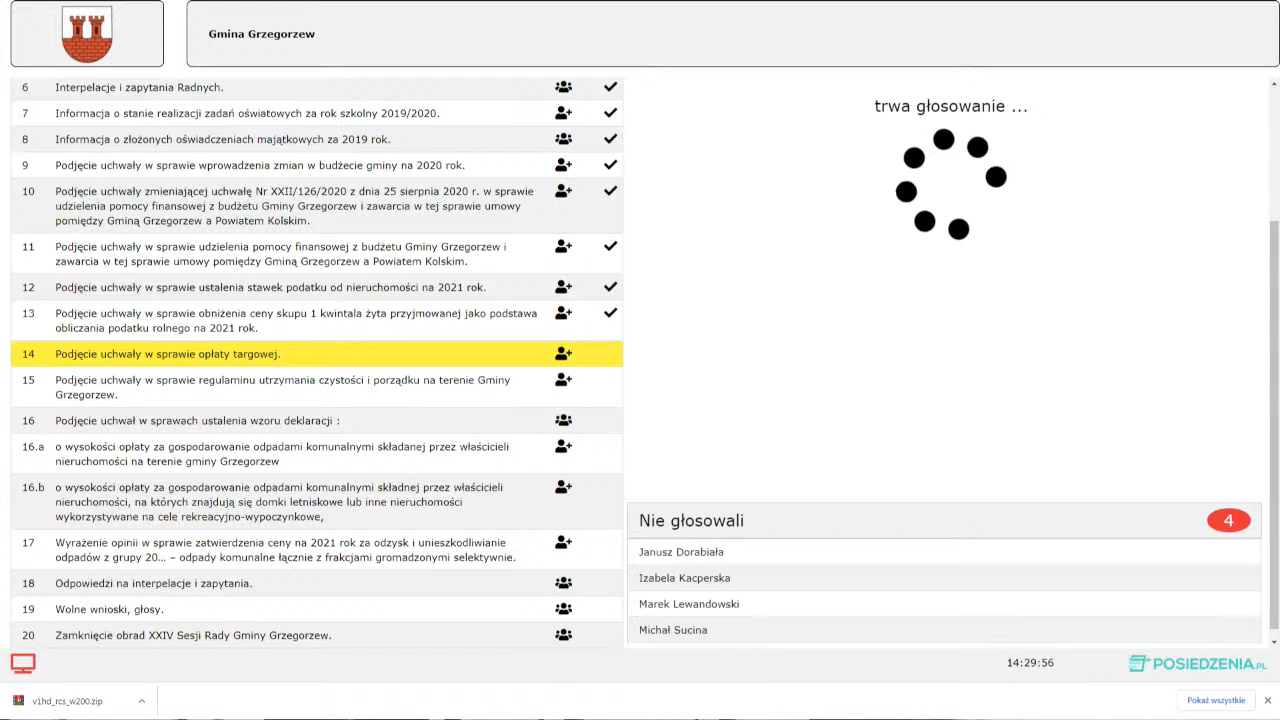 Gmina Grzegorzew
6 Interpelacje i zapytania Radnych.
7 Informacja o stanie realizacji zadań oświatowych za rok szkolny 2019/2020.
8 Informacja o złożonych oświadczeniach majątkowych za 2019 rok.
9 Podjęcie uchwały w sprawie wprowadzenia zmian w budżecie gminy na 2020 rok.
10 Podjęcie uchwały zmieniającej uchwałę Nr XXII/126/2020 z dnia 25 sierpnia 2020 r. w sprawie
udzielenia pomocy finansowej z budżetu Gminy Grzegorzew i zawarcia w tej sprawie umowy
pomiędzy Gminą Grzegorzew a Powiatem Kolskim.
11 Podjęcie uchwały w sprawie udzielenia pomocy finansowej z budżetu Gminy Grzegorzew i
zawarcia w tej sprawie umowy pomiędzy Gminą Grzegorzew a Powiatem Kolskim.
12 Podjęcie uchwały w sprawie ustalenia stawek podatku od nieruchomości na 2021 rok.
13 Podjęcie uchwały w sprawie obniżenia ceny skupu 1 kwintala żyta przyjmowanej jako podstawa
obliczania podatku rolnego na 2021 rok.
14 Podjęcie uchwały w sprawie opłaty targowej.
15 Podjęcie uchwały w sprawie regulaminu utrzymania czystości i porządku na terenie Gminy
Grzegorzew.
16 Podjęcie uchwał w sprawach ustalenia wzoru deklaracji :
16.a o wysokości opłaty za gospodarowanie odpadami komunalnymi składanej przez właścicieli
nieruchomości na terenie gminy Grzegorzew
16.b o wysokości opłaty za gospodarowanie odpadami komunalnymi składnej przez właścicieli
nieruchomości, na których znajdują się domki letniskowe lub inne nieruchomości
wykorzystywane na cele rekreacyjno-wypoczynkowe,
17 Wyrażenie opinii w sprawie zatwierdzenia ceny na 2021 rok za odzysk i unieszkodliwianie
odpadów z grupy 20... – odpady komunalne łącznie z frakcjami gromadzonymi selektywnie.
18 Odpowiedzi na interpelacje i zapytania.
19 Wolne wnioski, głosy.
20 Zamknięcie obrad XXIV Sesji Rady Gminy Grzegorzew.
trwa głosowanie ...
Nie głosowali 4
Janusz Dorabiała
Izabela Kacperska
Marek Lewandowski
Michał Sucina
14:29:56
POSIEDZENIA.PL
v1hd_rcs_w200.zip
Pokaż wszystkie